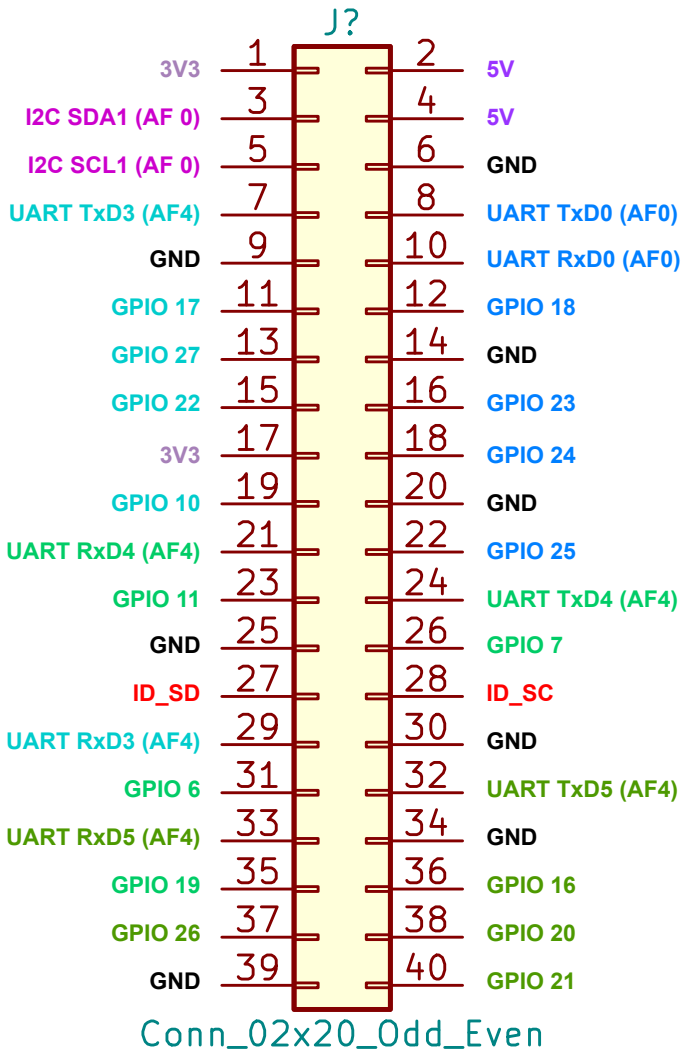 J?
3V3 1 2 5V
I2C SDA1 (AF 0) 3 4 5V
I2C SCL1 (AF 0) 5 6 GND
UART TxD3 (AF4) 7 8 UART TxD0 (AF0)
GND 9 10 UART RxD0 (AF0)
GPIO 17 11 12 GPIO 18
GPIO 27 13 14 GND
GPIO 22 15 16 GPIO 23
3V3 17 18 GPIO 24
GPIO 10 19 20 GND
UART RxD4 (AF4) 21 22 GPIO 25
GPIO 11 23 24 UART TxD4 (AF4)
GND 25 26 GPIO 7
ID_SD 27 28 ID_SC
UART RxD3 (AF4) 29 30 GND
GPIO 6 31 32 UART TxD5 (AF4)
UART RxD5 (AF4) 33 34 GND
GPIO 19 35 36 GPIO 16
GPIO 26 37 38 GPIO 20
GND 39 40 GPIO 21
Conn_02x20_Odd_Even